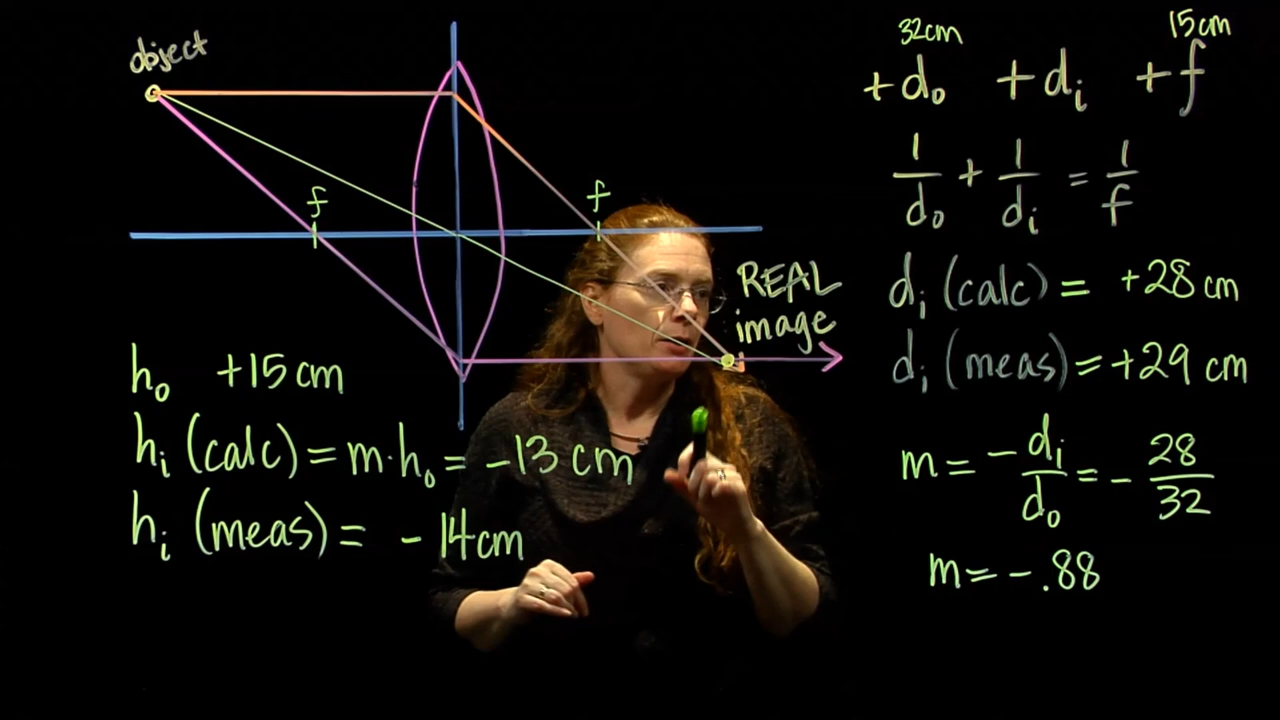 object
f
f
REAL
image
h₀ +15 cm
hᵢ (calc) = m·h₀ = -13 cm
hᵢ (meas) = -14 cm
32cm 15cm
+d₀ +dᵢ +f
1/d₀ + 1/dᵢ = 1/f
dᵢ (calc) = +28 cm
dᵢ (meas) = +29 cm
m = - dᵢ/d₀ = - 28/32
m = - .88